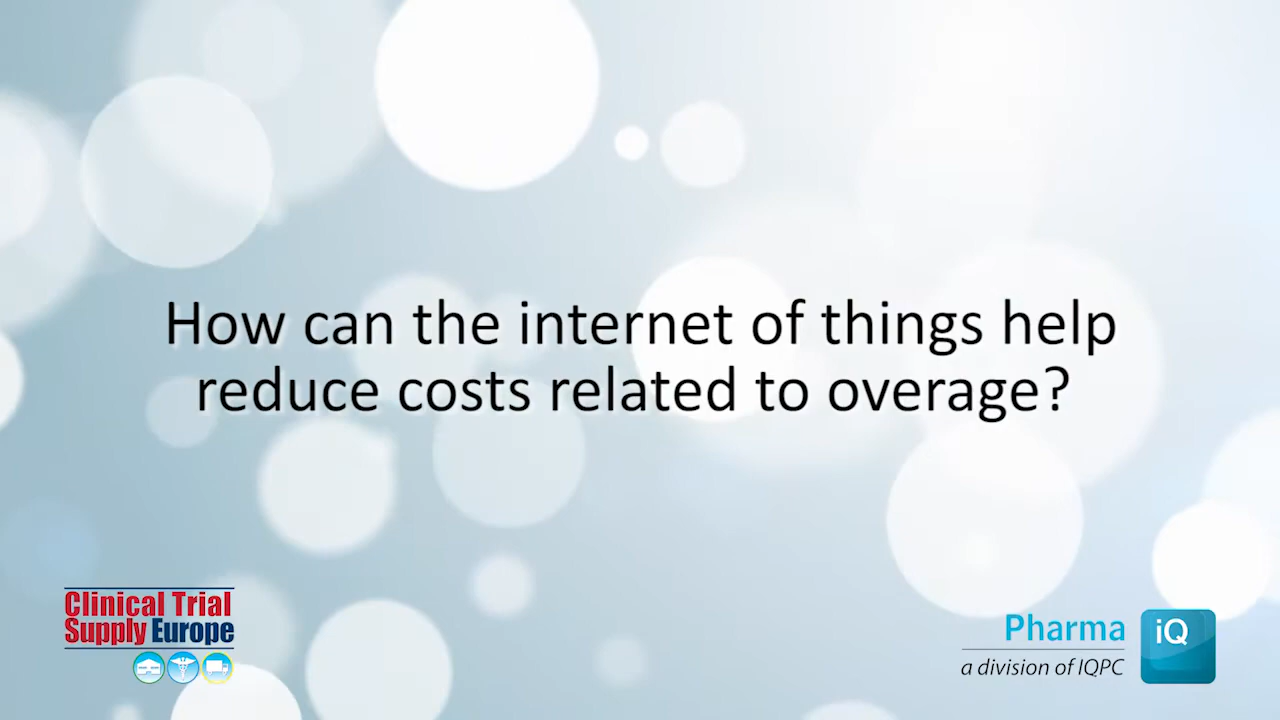 How can the internet of things help
reduce costs related to overage?
Clinical Trial
Supply Europe
Pharma
iQ
a division of IQPC